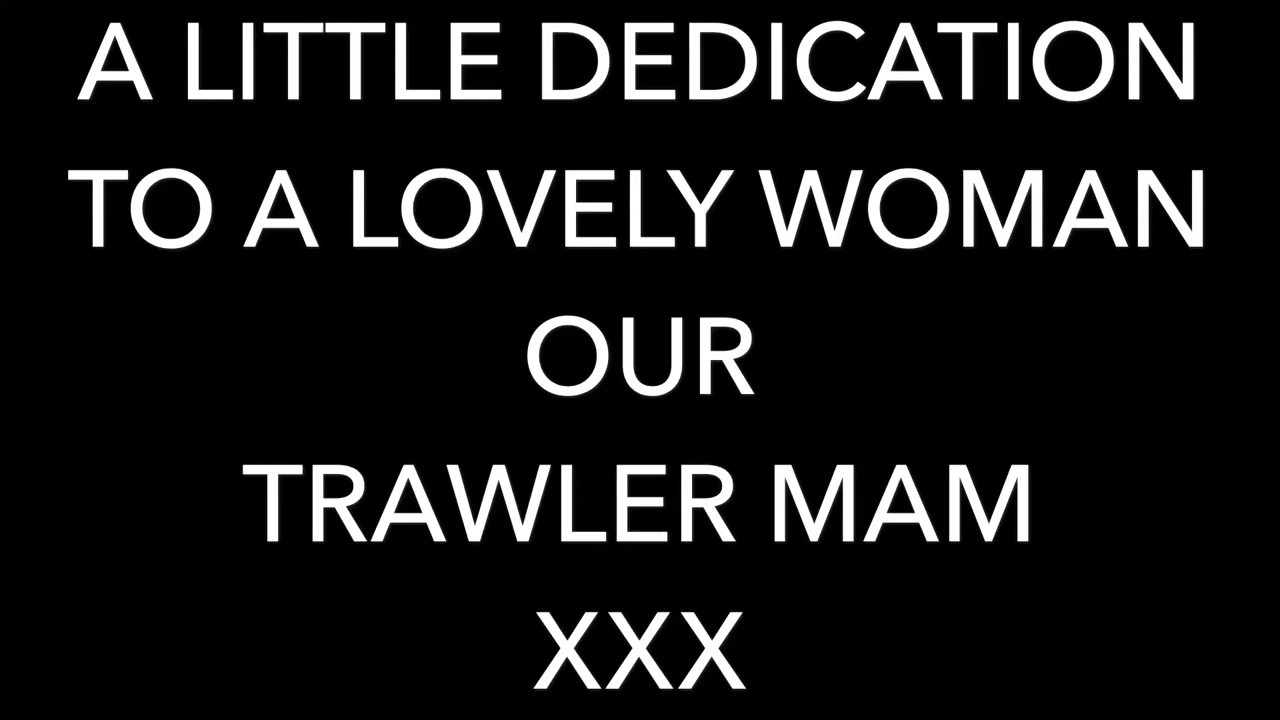 A LITTLE DEDICATION
TO A LOVELY WOMAN
OUR
TRAWLER MAM
XXX